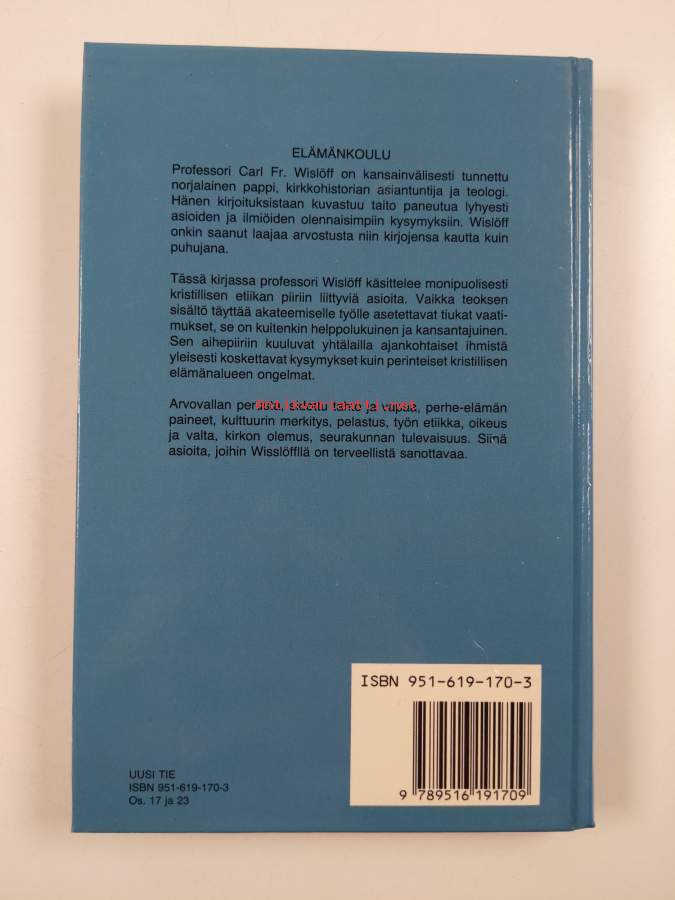 ELÄMÄNKOULU
Professori Carl Fr. Wislöff on kansainvälisesti tunnettu
norjalainen pappi, kirkkohistorian asiantuntija ja teologi.
Hänen kirjoituksistaan kuvastuu taito paneutua lyhyesti
asioiden ja ilmiöiden olennaisimpiin kysymyksiin. Wislöff
onkin saanut laajaa arvostusta niin kirjojensa kautta kuin
puhujana.
Tässä kirjassa professori Wislöff käsittelee monipuolisesti
kristillisen etiikan piiriin liittyviä asioita. Vaikka teoksen
sisältö täyttää akateemiselle työlle asetettavat tiukat vaati-
mukset, se on kuitenkin helppolukuinen ja kansantajuinen.
Sen aihepiiriin kuuluvat yhtälailla ajankohtaiset ihmistä
yleisesti koskettavat kysymykset kuin perinteiset kristillisen
elämänalueen ongelmat.
Arvovallan perusta, ja vapaa, perhe-elämän
paineet, kulttuurin merkitys, pelastus, työn etiikka, oikeus
ja valta, kirkon olemus, seurakunnan tulevaisuus. Siinä
asioita, joihin Wisslöffllä on terveellistä sanottavaa.
ISBN 951-619-170-3
9 789516 191709
UUSI TIE
ISBN 951-619-170-3
Os. 17 ja 23